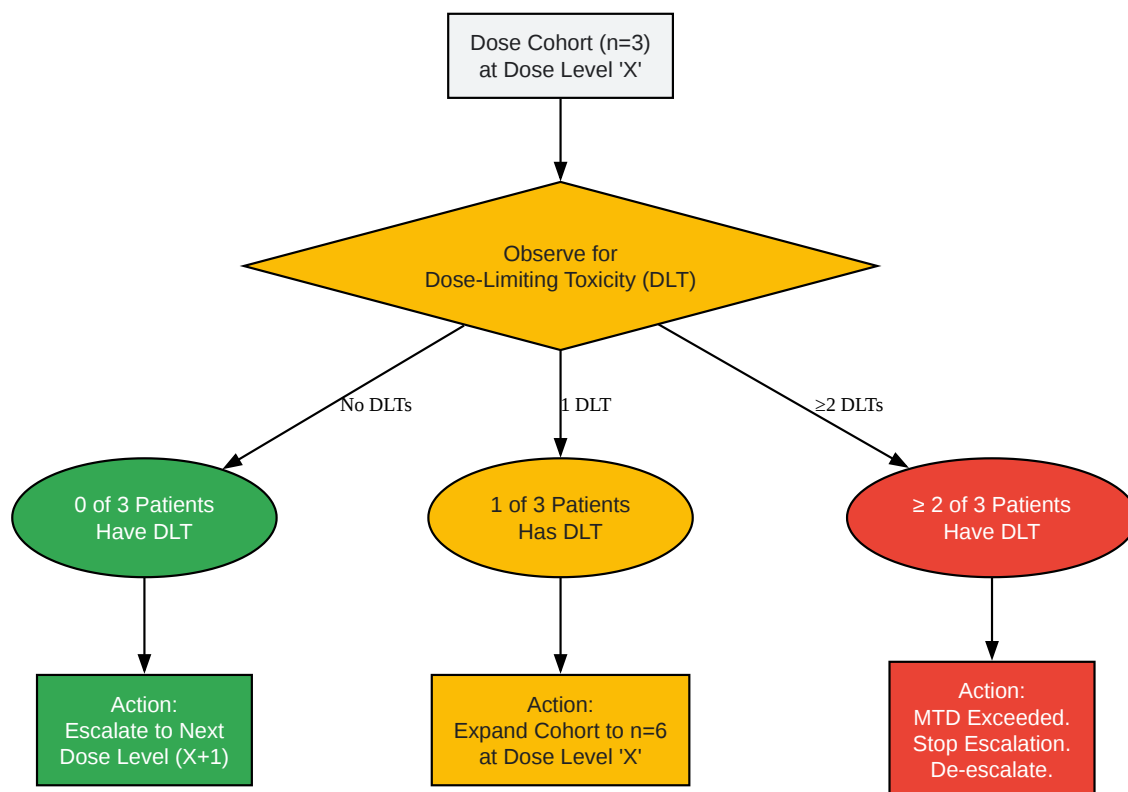 Dose Cohort (n=3)
at Dose Level 'X'
Observe for
Dose-Limiting Toxicity (DLT)
No DLTs
1 DLT
≥2 DLTs
0 of 3 Patients
Have DLT
1 of 3 Patients
Has DLT
≥ 2 of 3 Patients
Have DLT
Action:
Escalate to Next
Dose Level (X+1)
Action:
Expand Cohort to n=6
at Dose Level 'X'
Action:
MTD Exceeded.
Stop Escalation.
De-escalate.